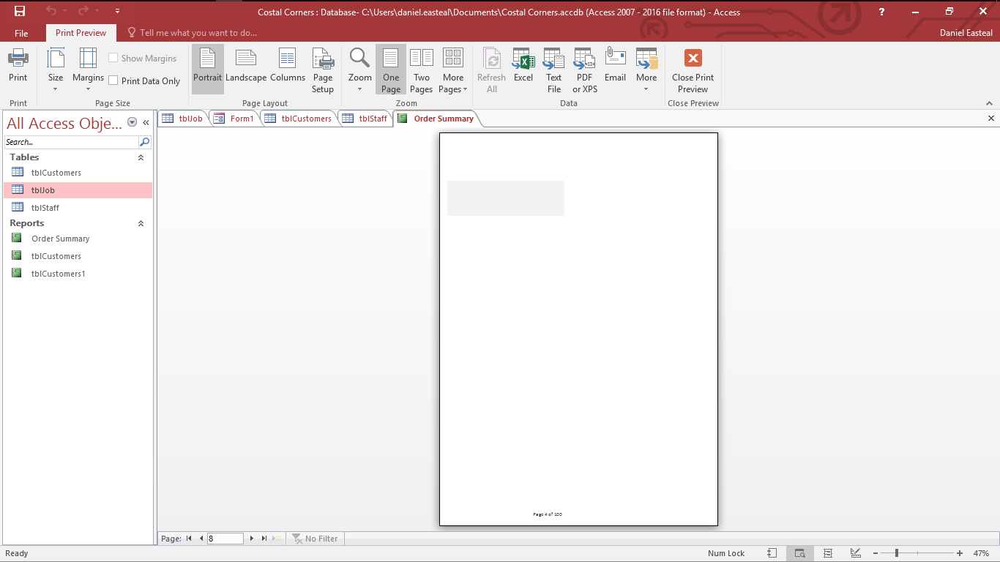 Costal Corners : Database- C:\Users\daniel.easteal\Documents\Costal Corners.accdb (Access 2007 - 2016 file format) - Access
?
File
Print Preview
Tell me what you want to do...
Daniel Easteal
Print
Size
Margins
Show Margins
Print Data Only
Portrait
Landscape
Columns
Page Setup
Zoom
One Page
Two Pages
More Pages
Refresh All
Excel
Text File
PDF or XPS
Email
More
Close Print Preview
Print
Page Size
Page Layout
Zoom
Data
Close Preview
All Access Obje...
Search...
Tables
tblCustomers
tblJob
tblStaff
Reports
Order Summary
tblCustomers
tblCustomers1
tblJob
Form1
tblCustomers
tblStaff
Order Summary
Page 4 of 100
Page:
8
No Filter
Ready
Num Lock
47%